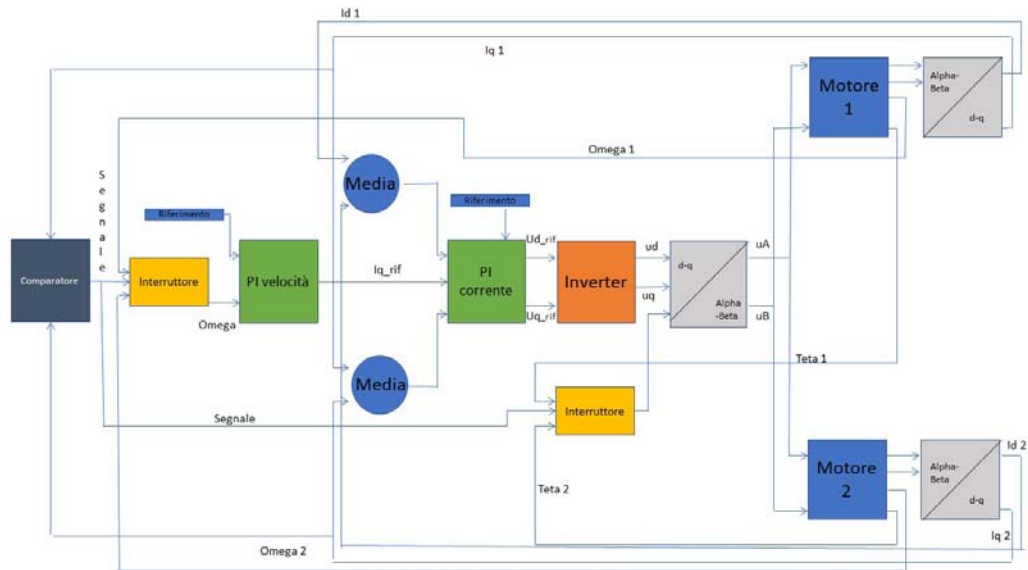 Id 1
Iq 1
Motore
1
Alpha-
Beta
d-q
Omega 1
Segnale
Media
Riferimento
Riferimento
Comparatore
Interruttore
PI velocità
Omega
Iq_rif
PI
corrente
Ud_rif
Uq_rif
Inverter
ud
uq
d-q
Alpha
-Beta
uA
uB
Media
Teta 1
Interruttore
Segnale
Teta 2
Motore
2
Alpha-
Beta
d-q
Id 2
Iq 2
Omega 2